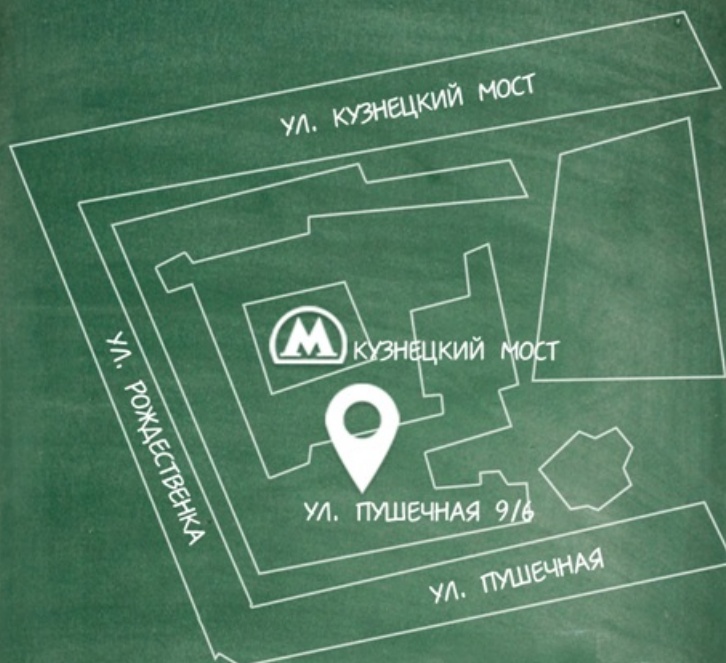 УЛ. КУЗНЕЦКИЙ МОСТ
М
КУЗНЕЦКИЙ МОСТ
УЛ. РОЖДЕСТВЕНКА
УЛ. ПУШЕЧНАЯ 9/6
УЛ. ПУШЕЧНАЯ